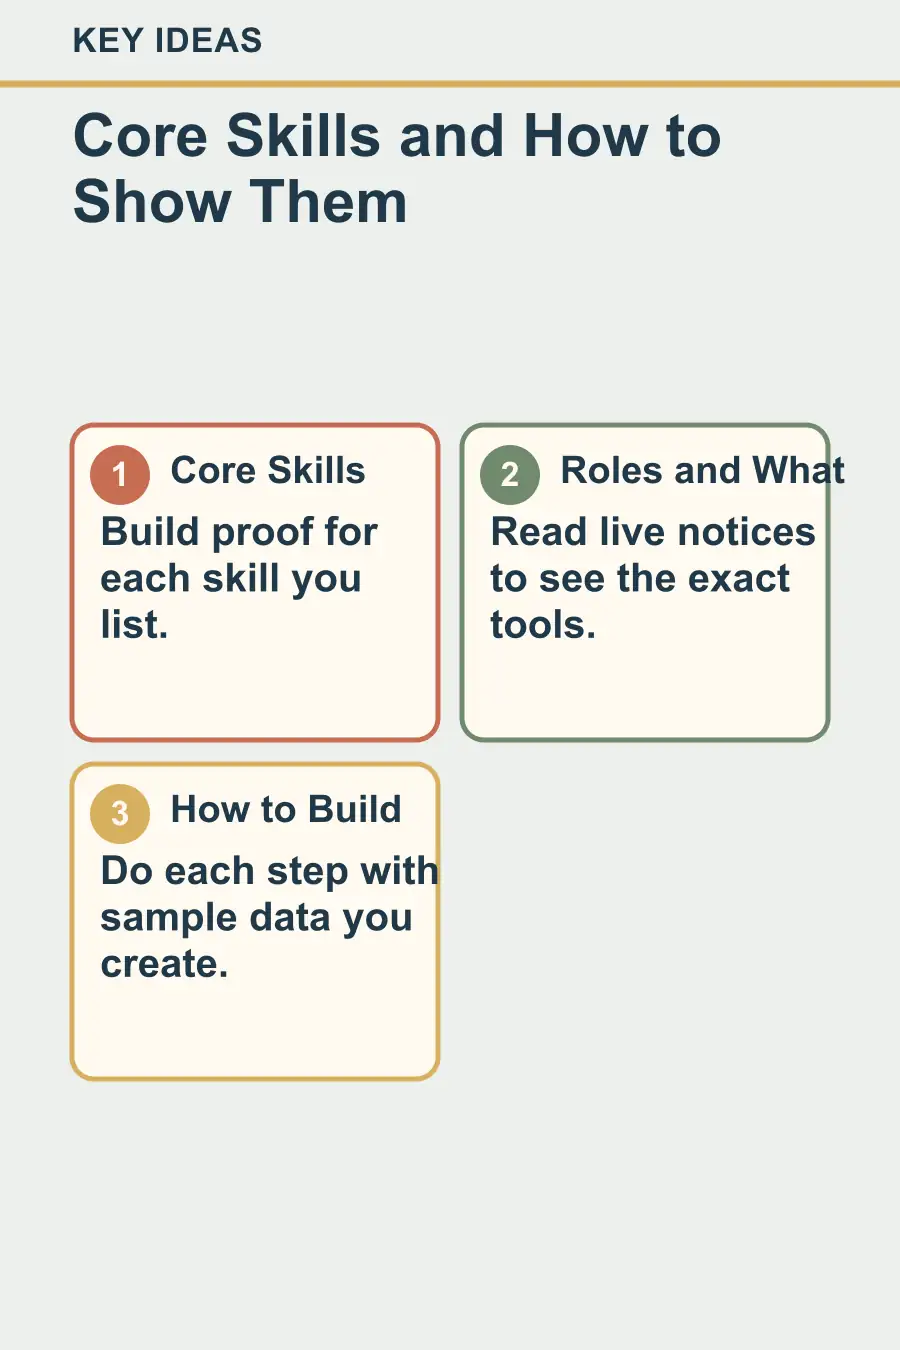 KEY IDEAS
Core Skills and How to
Show Them
1 Core Skills
Build proof for
each skill you
list.
2 Roles and What
Read live notices
to see the exact
tools.
3 How to Build
Do each step with
sample data you
create.